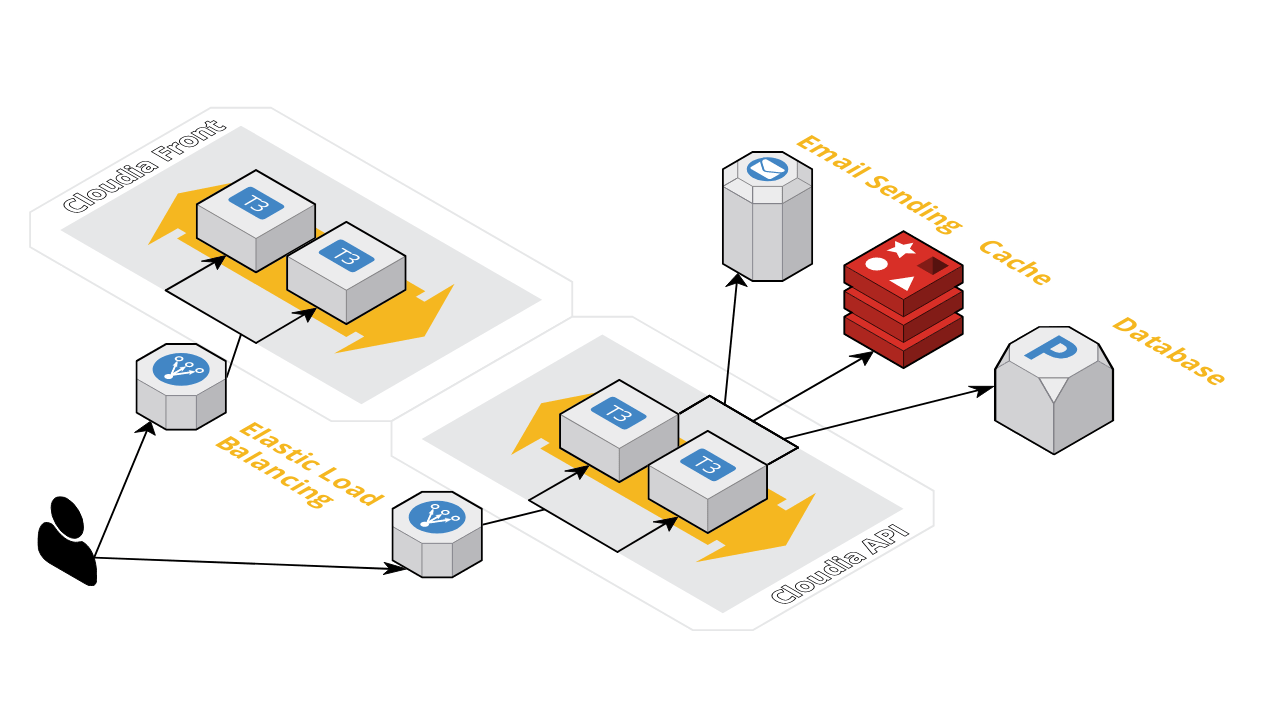 Cloudia Front
T3
T3
Email Sending
Cache
Database
P
Elastic Load
Balancing
T3
T3
Cloudia API